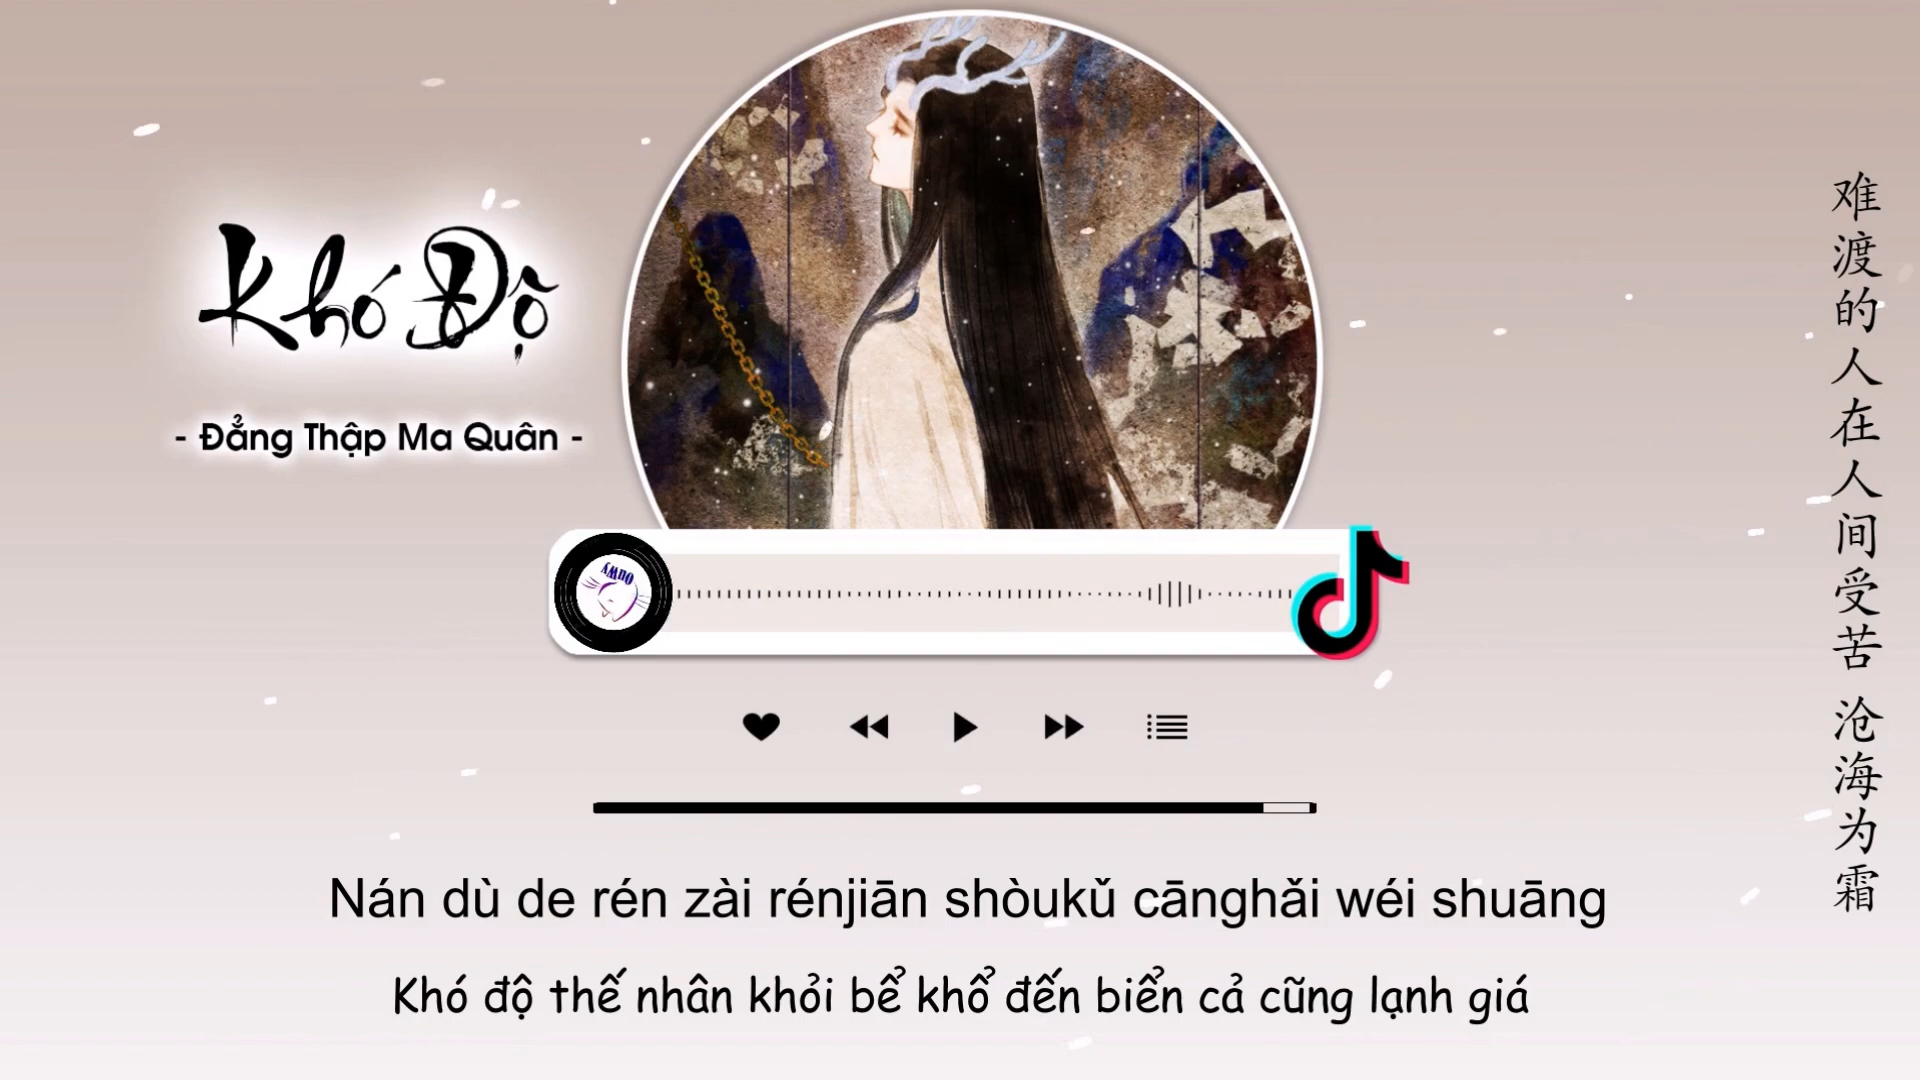 Khó Độ
- Đẳng Thập Ma Quân -
OuWy
难渡的人在人间受苦 沧海为霜
Nán dù de rén zài rénjiān shòukǔ cānghǎi wéi shuāng
Khó độ thế nhân khỏi bể khổ đến biển cả cũng lạnh giá